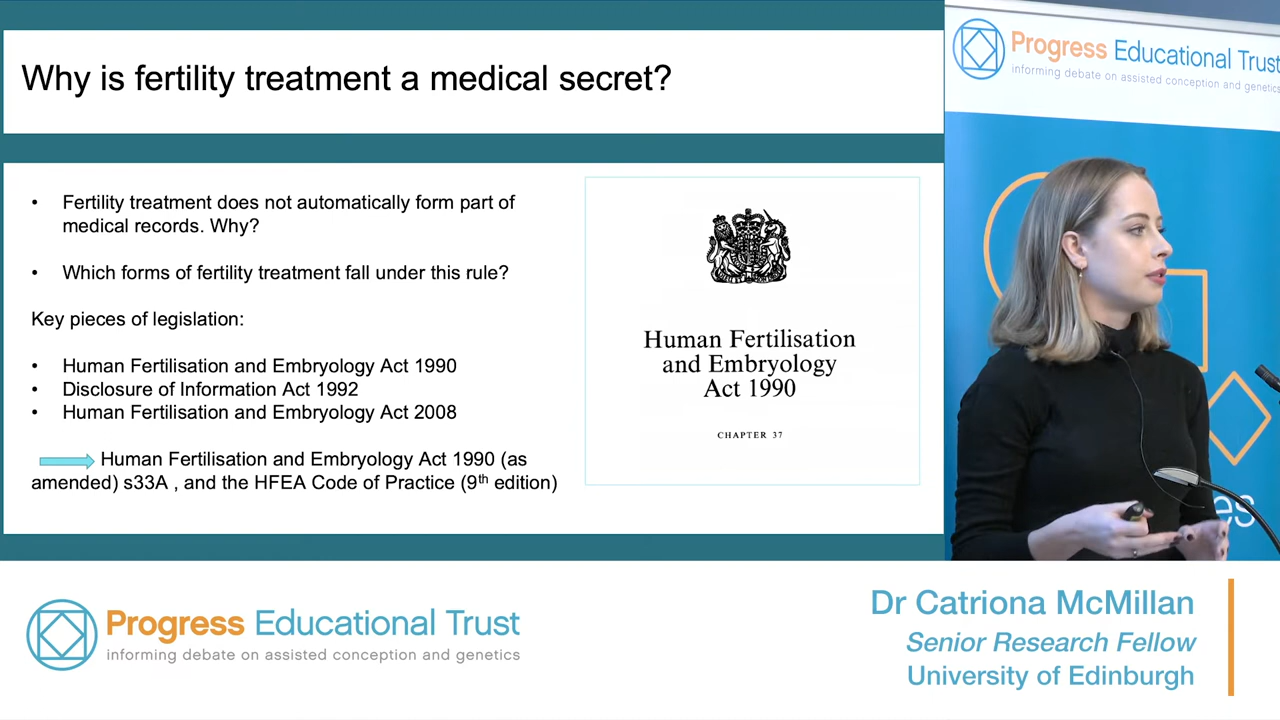 Why is fertility treatment a medical secret?
• Fertility treatment does not automatically form part of
medical records. Why?
• Which forms of fertility treatment fall under this rule?
Key pieces of legislation:
• Human Fertilisation and Embryology Act 1990
• Disclosure of Information Act 1992
• Human Fertilisation and Embryology Act 2008
Human Fertilisation and Embryology Act 1990 (as
amended) s33A , and the HFEA Code of Practice (9th edition)
Human Fertilisation
and Embryology
Act 1990
CHAPTER 37
Progress Educational Trust
informing debate on assisted conception and genetics
es
Progress Educational Trust
informing debate on assisted conception and genetics
Dr Catriona McMillan
Senior Research Fellow
University of Edinburgh